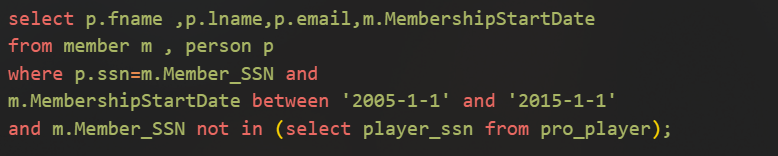 select p.fname ,p.lname,p.email,m.MembershipStartDate
from member m , person p
where p.ssn=m.Member_SSN and
m.MembershipStartDate between '2005-1-1' and '2015-1-1'
and m.Member_SSN not in (select player_ssn from pro_player);